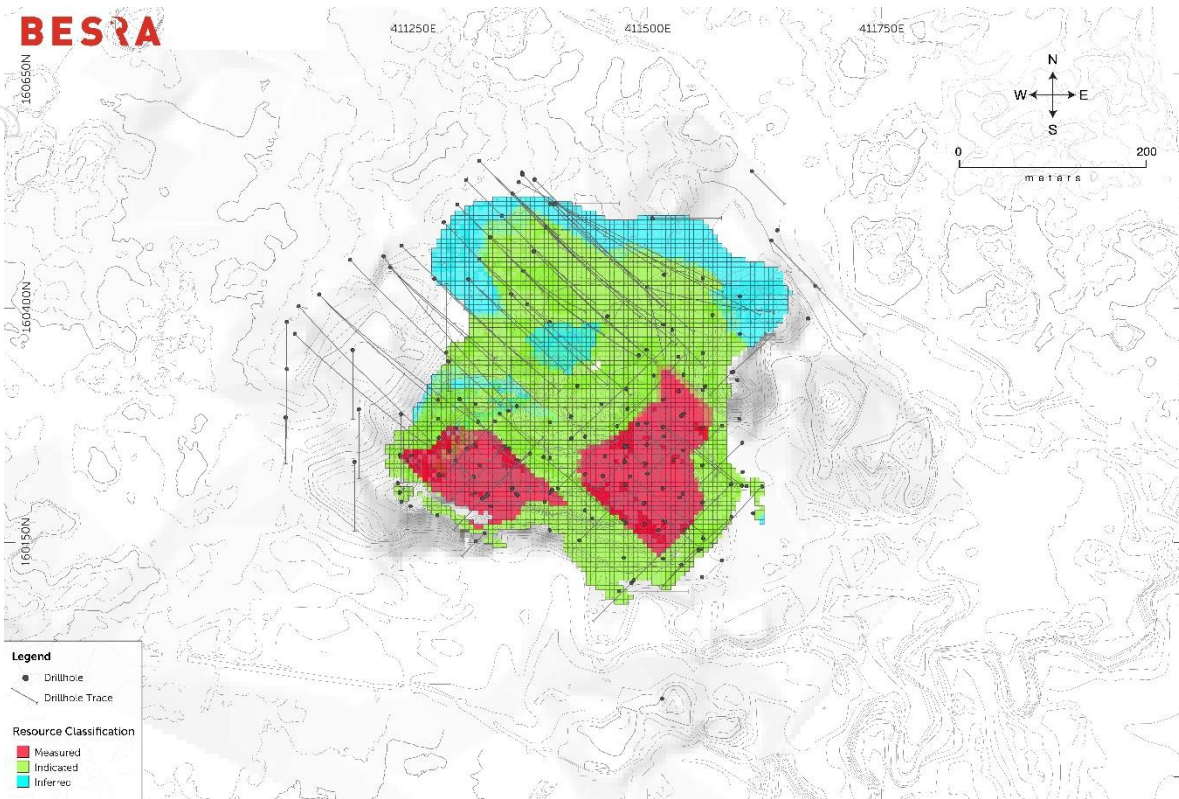 BESRA
411250E
411500E
411750E
160650N
160400N
160150N
N
W E
S
0 200
meters
Legend
Drillhole
Drillhole Trace
Resource Classification
Measured
Indicated
Inferred